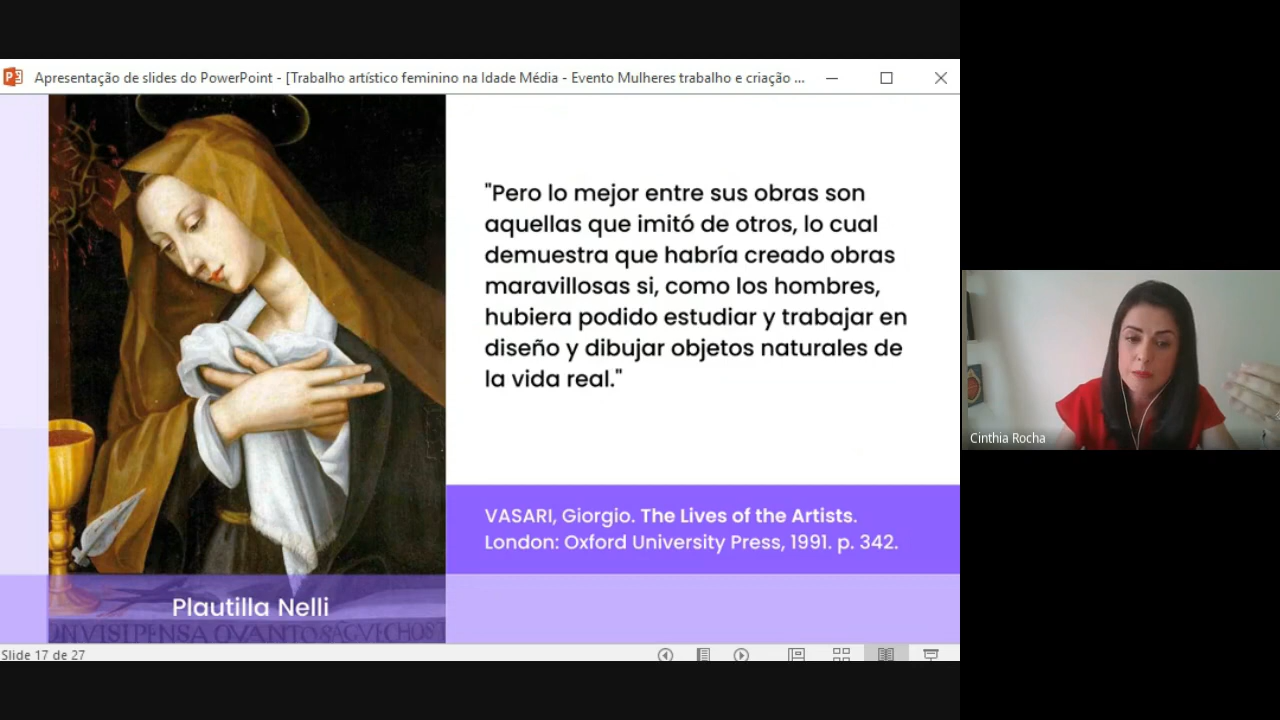 Apresentação de slides do PowerPoint - [Trabalho artístico feminino na Idade Média - Evento Mulheres trabalho e criação ...
"Pero lo mejor entre sus obras son
aquellas que imitó de otros, lo cual
demuestra que habría creado obras
maravillosas si, como los hombres,
hubiera podido estudiar y trabajar en
diseño y dibujar objetos naturales de
la vida real."
VASARI, Giorgio. The Lives of the Artists.
London: Oxford University Press, 1991. p. 342.
Plautilla Nelli
Slide 17 de 27
Cinthia Rocha